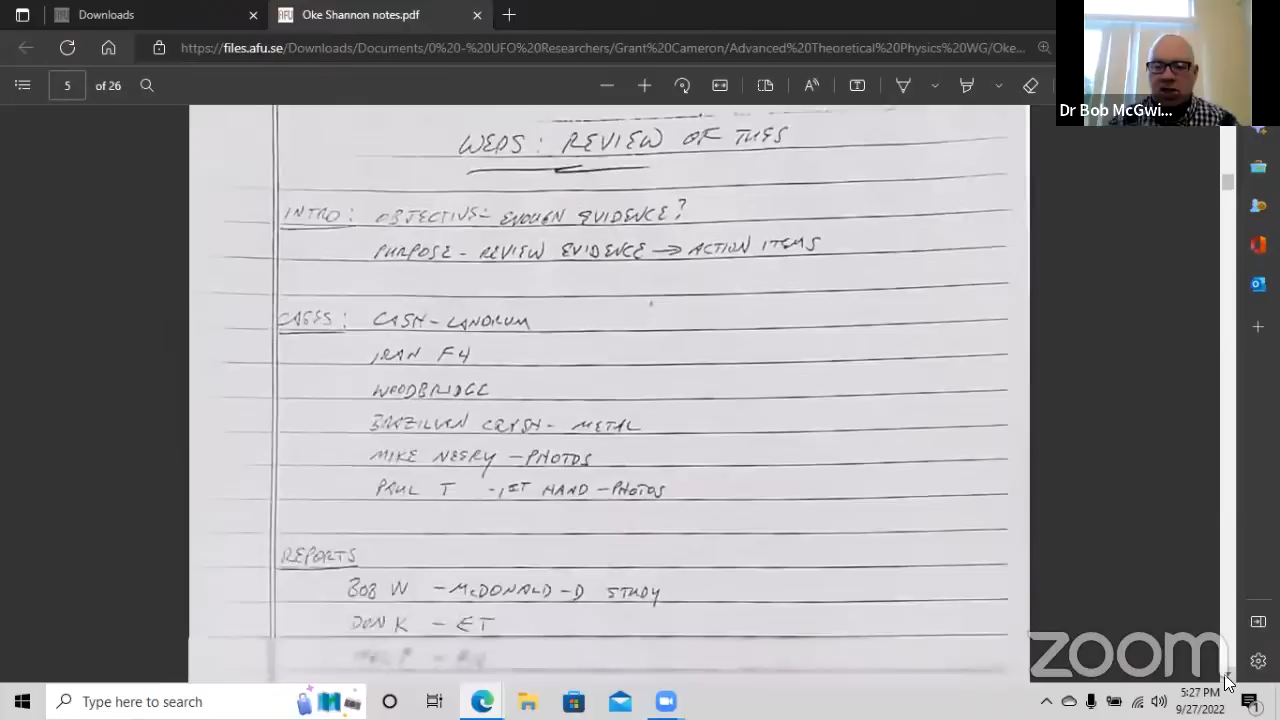 Downloads
Oke Shannon notes.pdf
https://files.afu.se/Downloads/Documents/0%20-%20UFO%20Researchers/Grant%20Cameron/Advanced%20Theoretical%20Physics%20WG/Oke...
5 of 26
Dr Bob McGwi...
WEDS: REVIEW OF TUES
INTRO: OBJECTIVE = ENOUGH EVIDENCE?
PURPOSE - REVIEW EVIDENCE → ACTION ITEMS
CASES: CASH-LANDRUM
IRAN F4
WOODBRIDGE
BRAZILIAN CRASH - METAL
MIKE NEERY - PHOTOS
PAUL T - 1ST HAND - PHOTOS
REPORTS
BOB W - McDONALD-D STUDY
DON K - ET
zoom
Type here to search
5:27 PM
9/27/2022